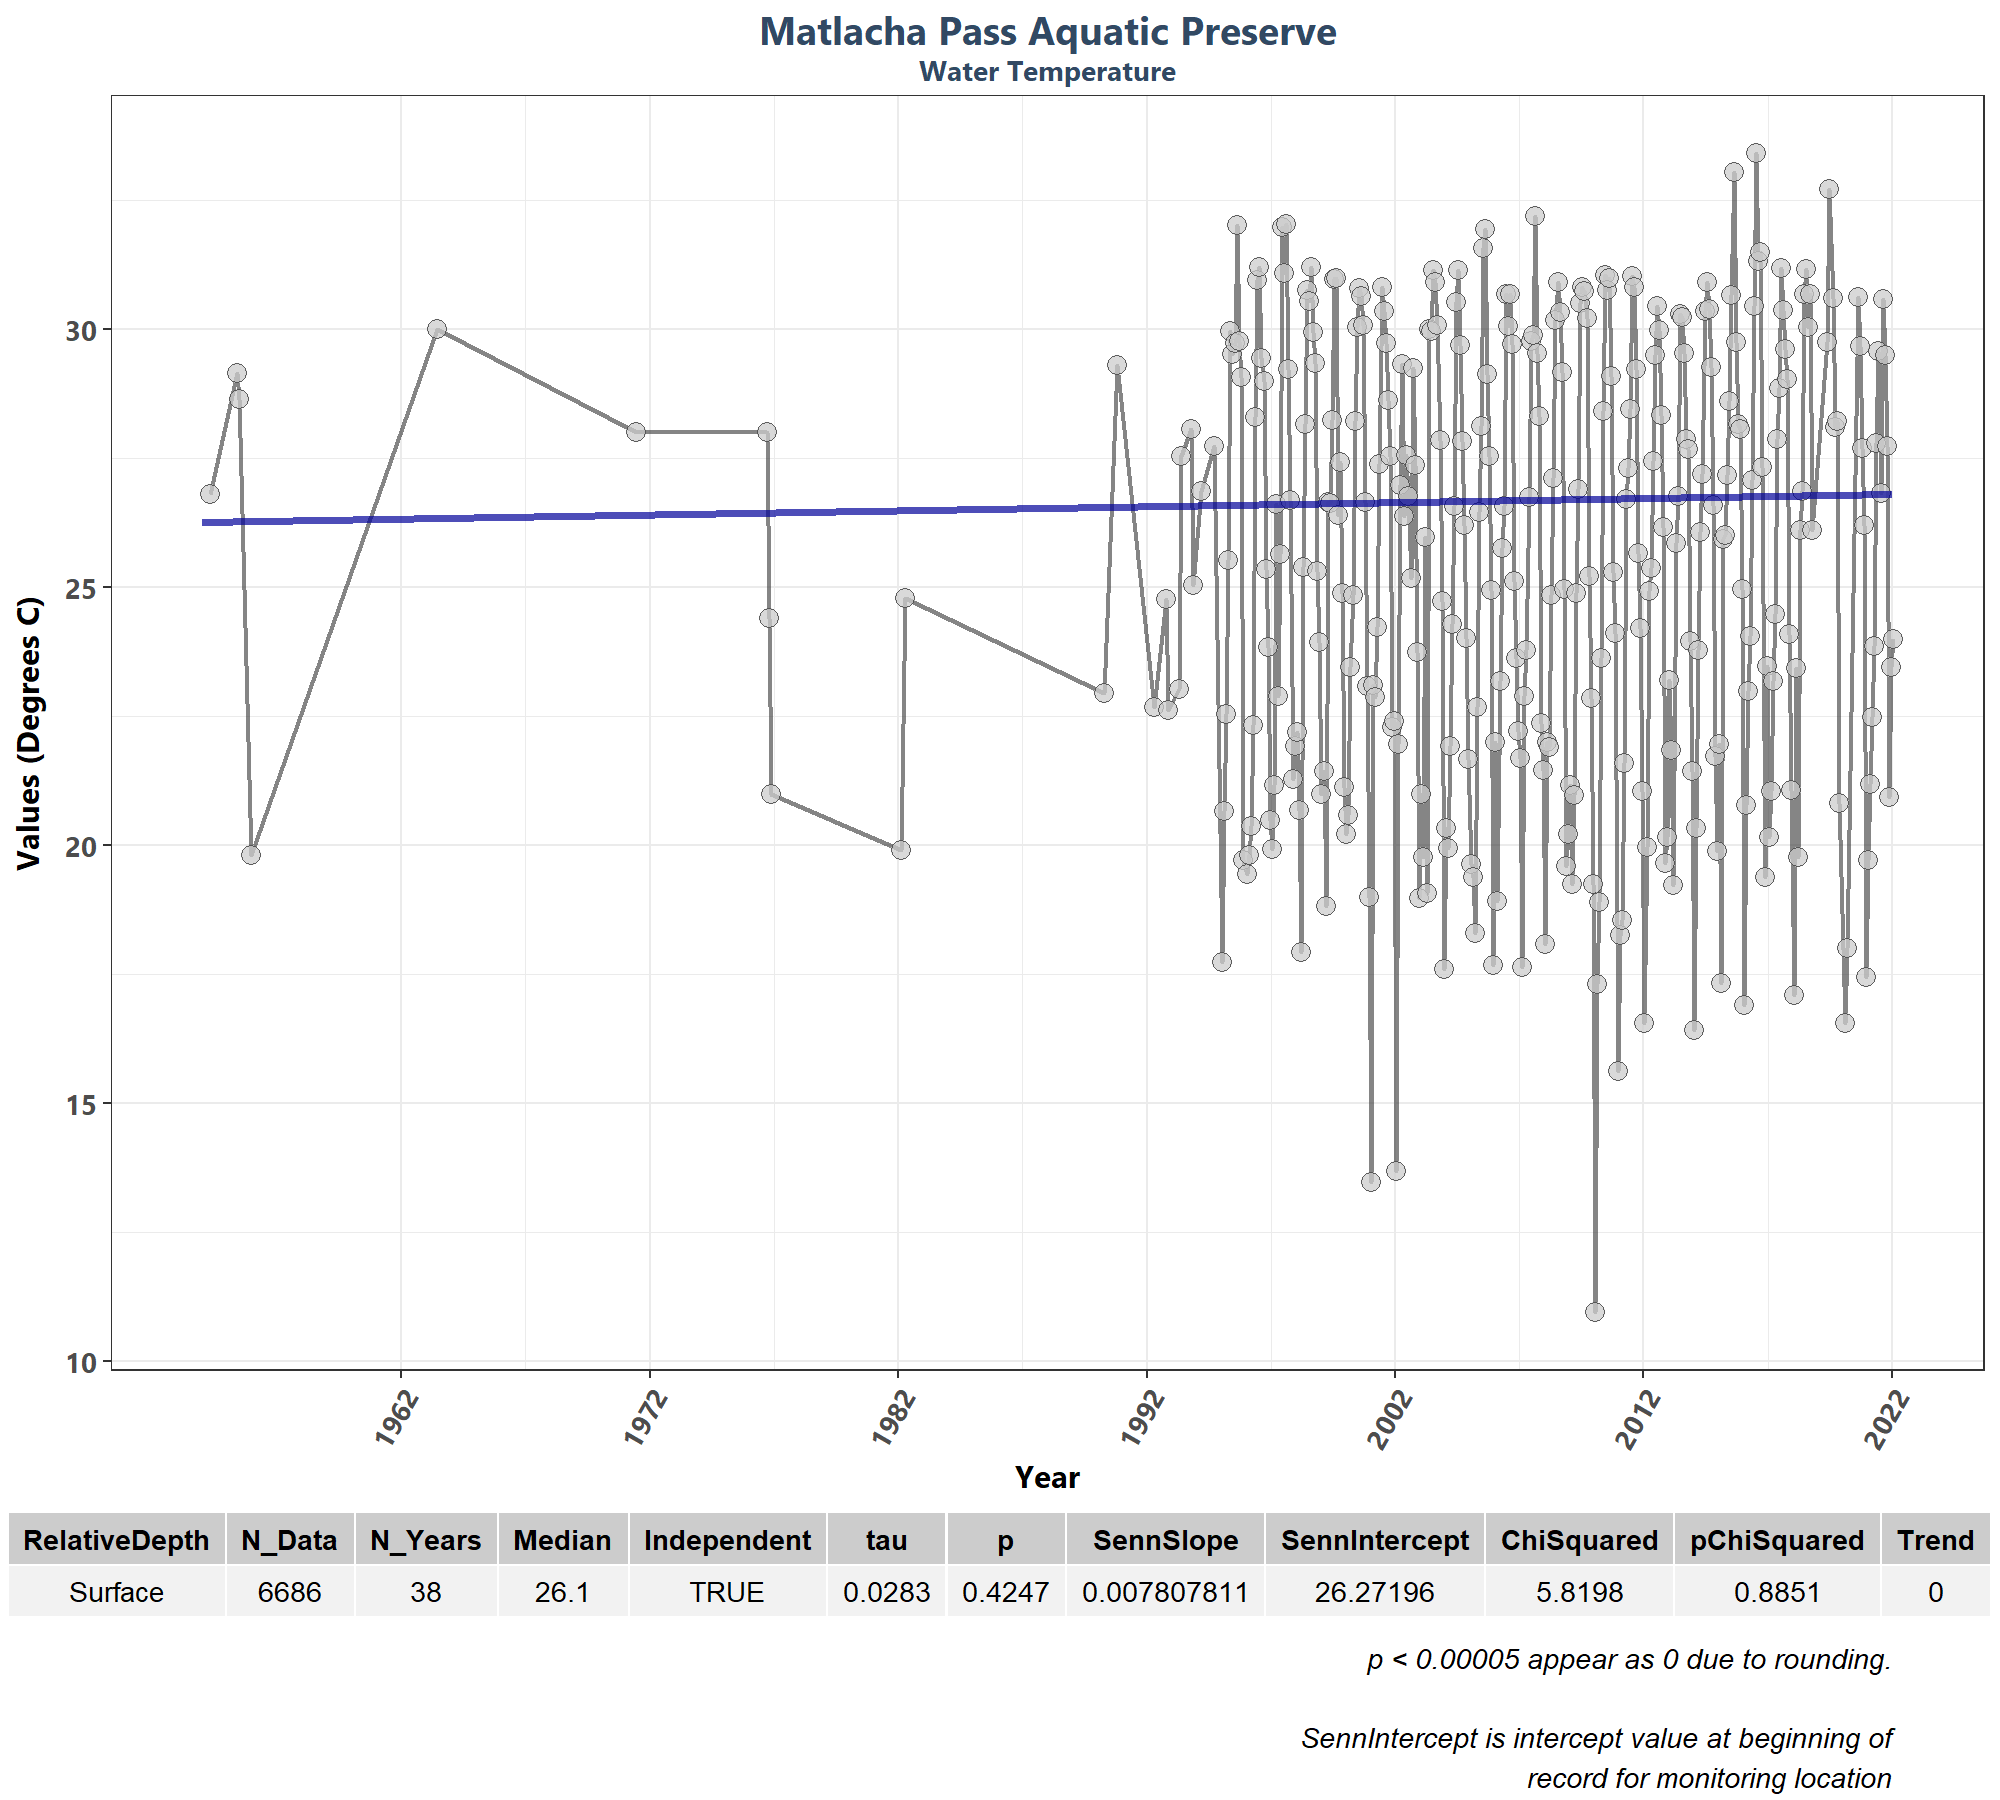 Matlacha Pass Aquatic Preserve
Water Temperature
Values (Degrees C)
30
25
20
15
10
1962 1972 1982 1992 2002 2012 2022
Year
RelativeDepth N_Data N_Years Median Independent tau p SennSlope SennIntercept ChiSquared pChiSquared Trend
Surface 6686 38 26.1 TRUE 0.0283 0.4247 0.007807811 26.27196 5.8198 0.8851 0
p < 0.00005 appear as 0 due to rounding.
SennIntercept is intercept value at beginning of
record for monitoring location